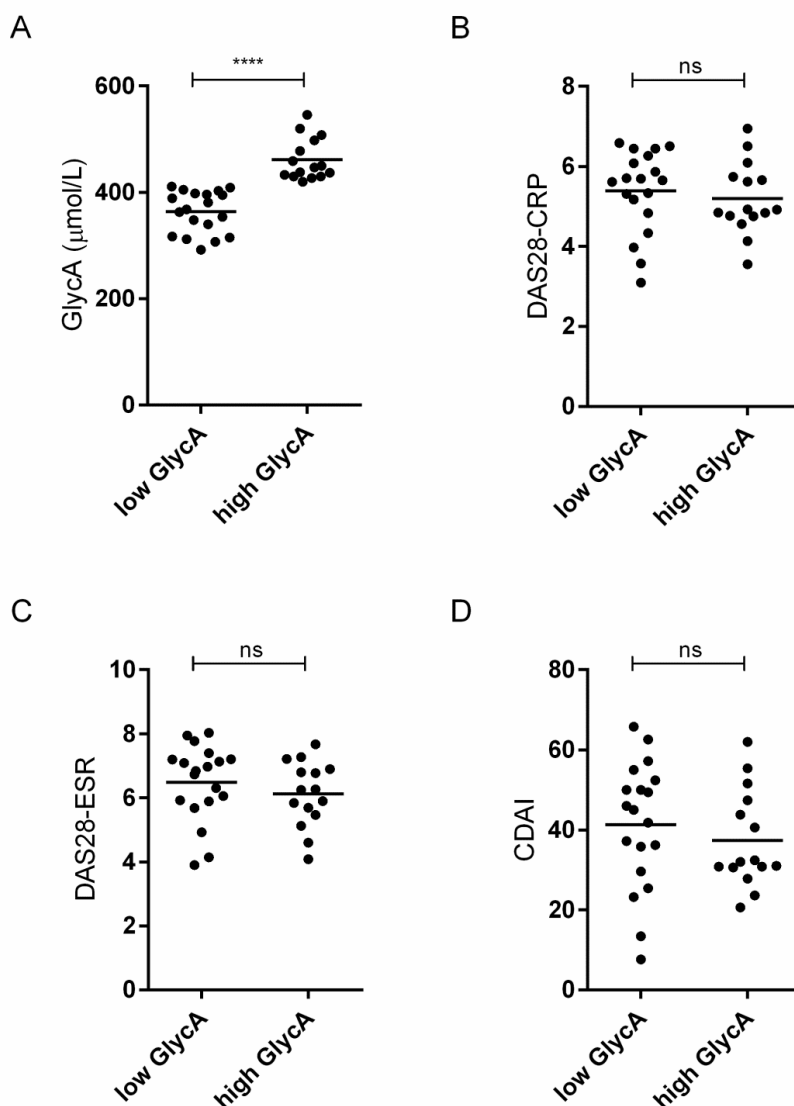 A
****
GlycA (μmol/L)
600
400
200
0
low GlycA
high GlycA
B
ns
DAS28-CRP
8
6
4
2
0
low GlycA
high GlycA
C
ns
DAS28-ESR
10
8
6
4
2
0
low GlycA
high GlycA
D
ns
CDAI
80
60
40
20
0
low GlycA
high GlycA